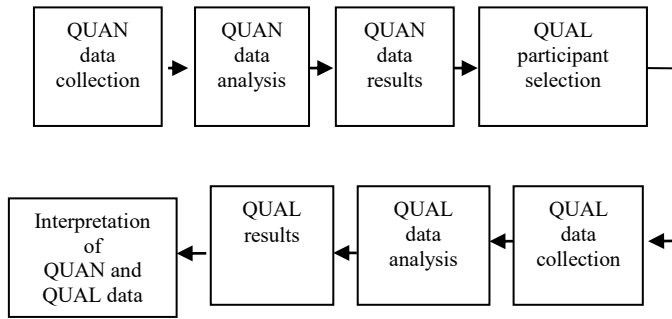 QUAN
data
collection
QUAN
data
analysis
QUAN
data
results
QUAL
participant
selection
QUAL
data
collection
QUAL
data
analysis
QUAL
results
Interpretation
of
QUAN and
QUAL data